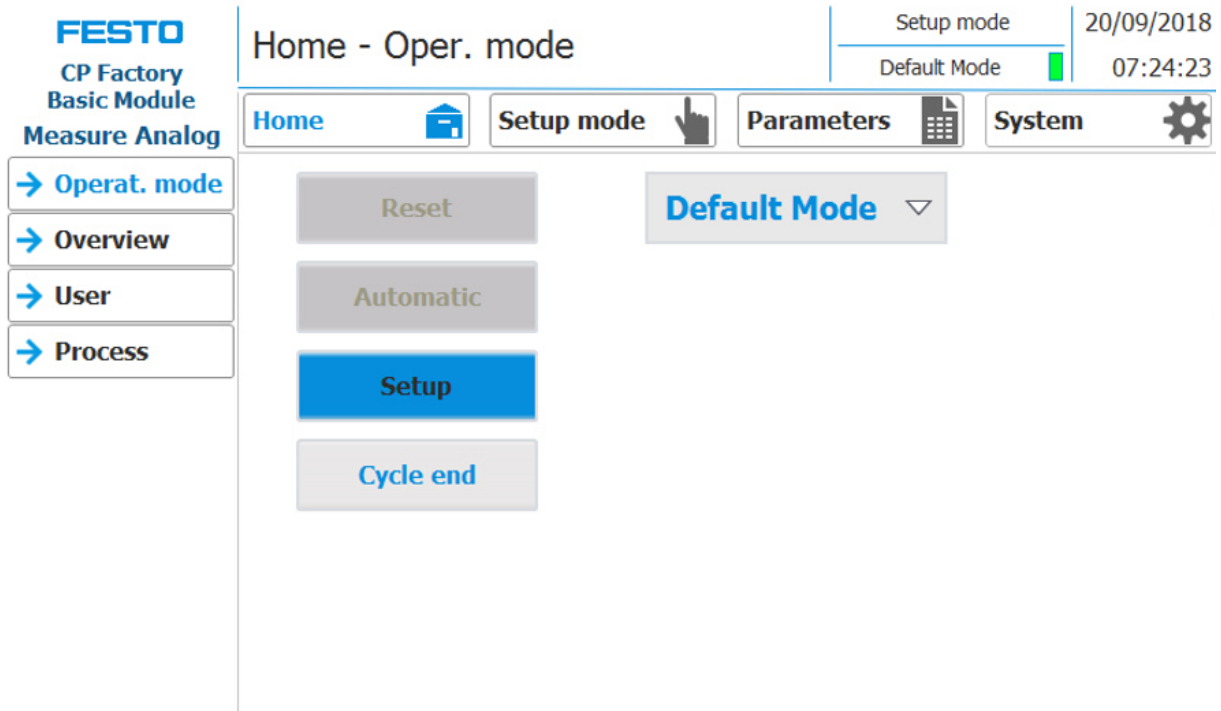 FESTO
CP Factory
Basic Module
Measure Analog
Home - Oper. mode
Setup mode
Default Mode
20/09/2018
07:24:23
Home
Setup mode
Parameters
System
Operat. mode
Overview
User
Process
Reset
Default Mode
Automatic
Setup
Cycle end